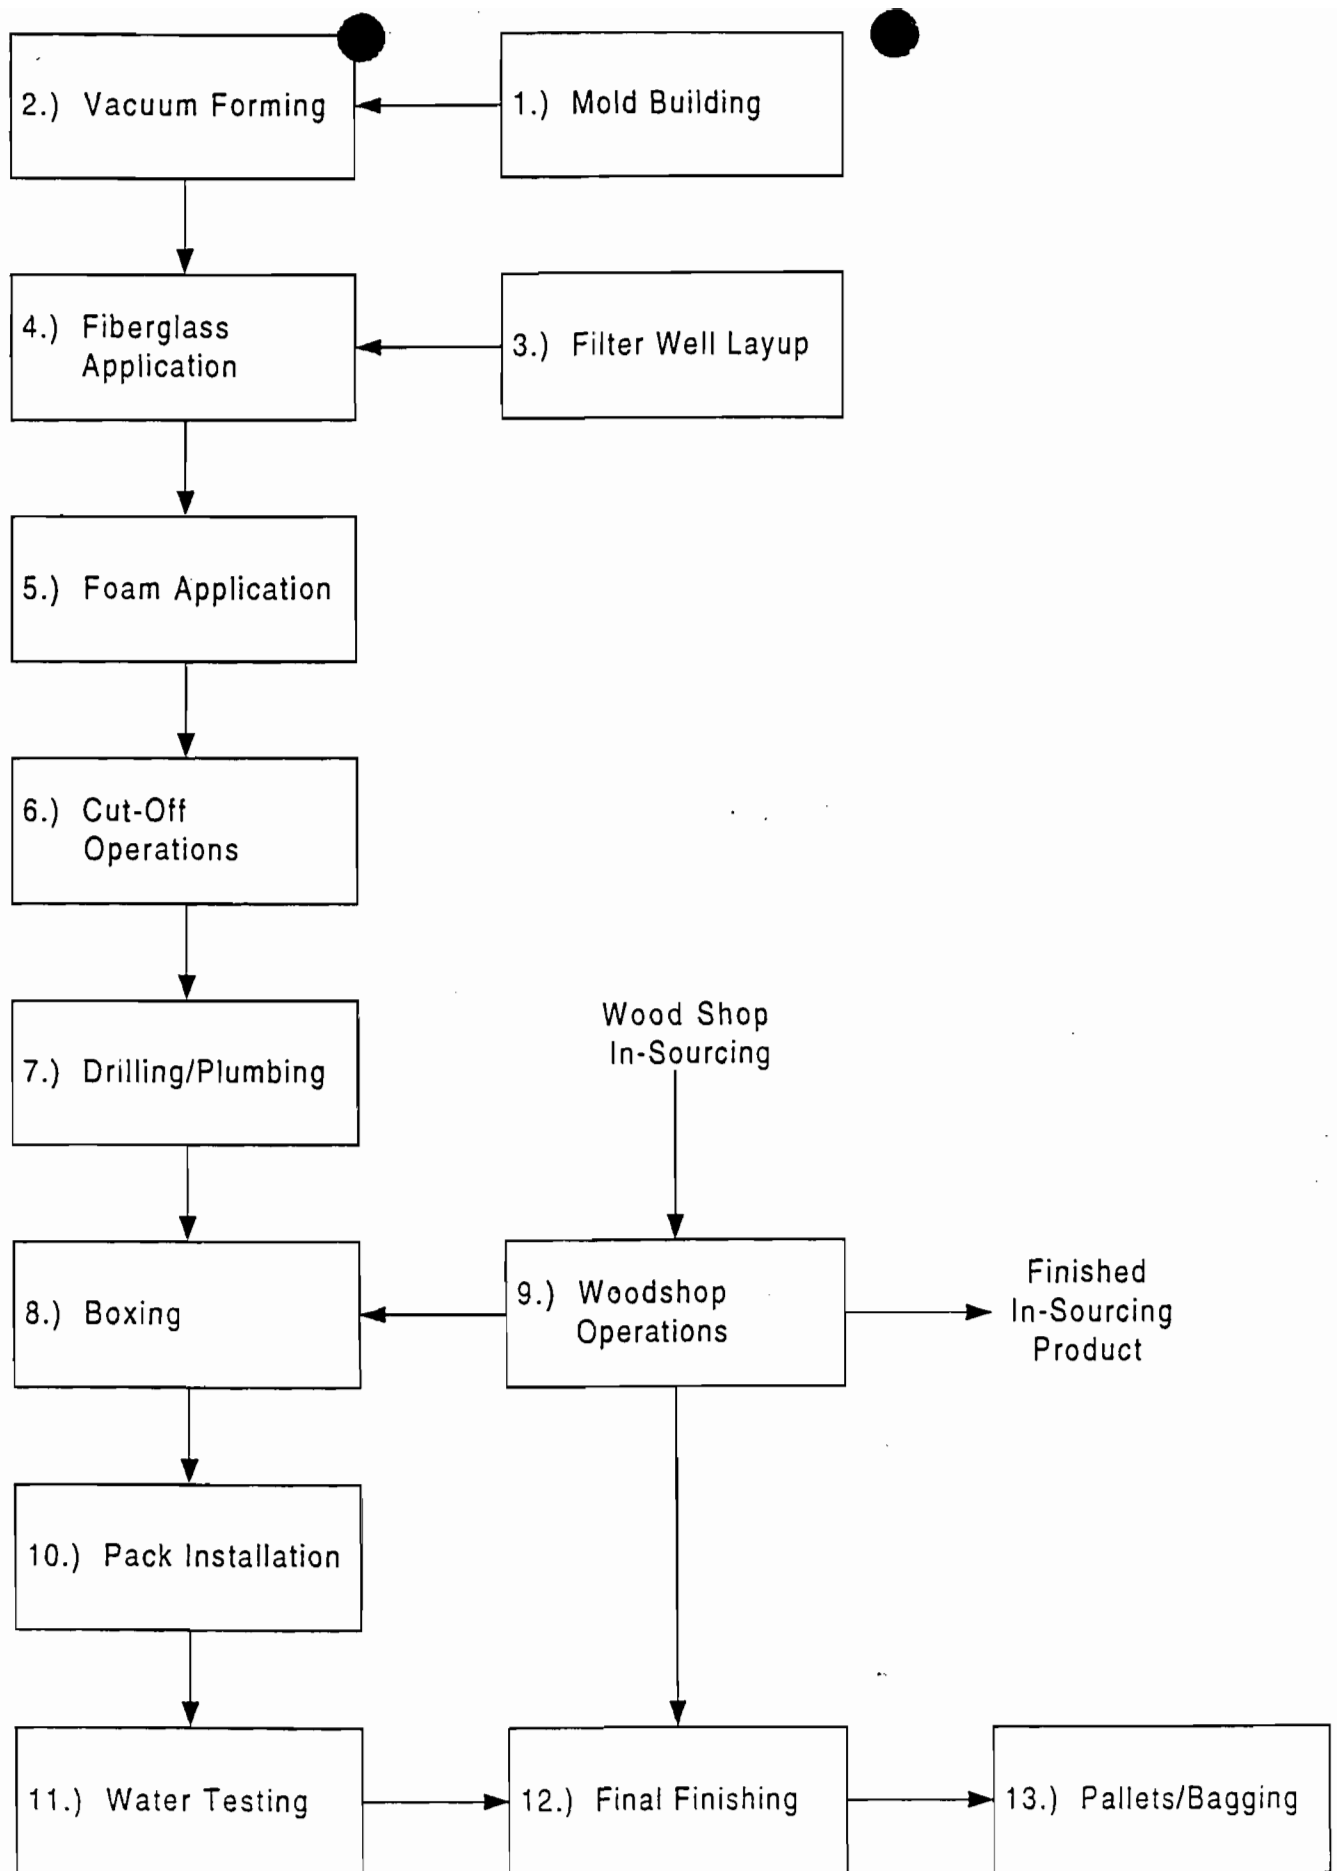 2.) Vacuum Forming
1.) Mold Building
4.) Fiberglass
Application
3.) Filter Well Layup
5.) Foam Application
6.) Cut-Off
Operations
7.) Drilling/Plumbing
Wood Shop
In-Sourcing
8.) Boxing
9.) Woodshop
Operations
Finished
In-Sourcing
Product
10.) Pack Installation
11.) Water Testing
12.) Final Finishing
13.) Pallets/Bagging